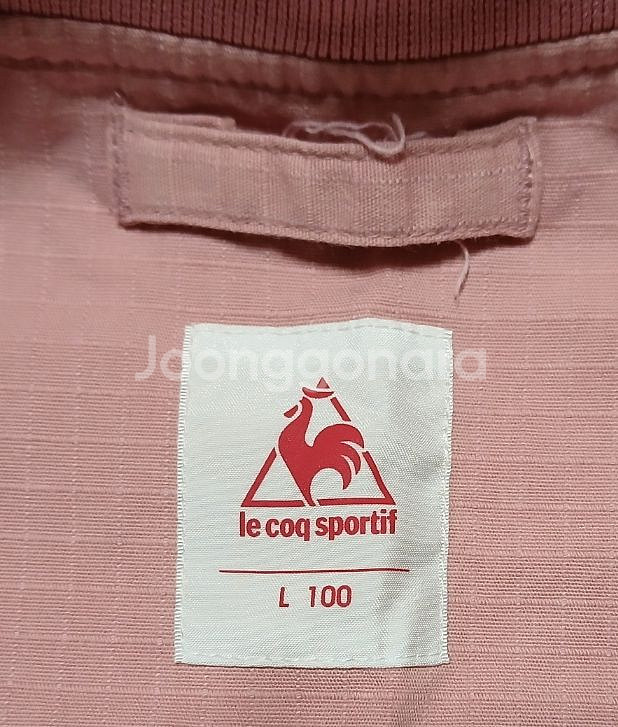 Joonggonara
le coq sportif
L 100